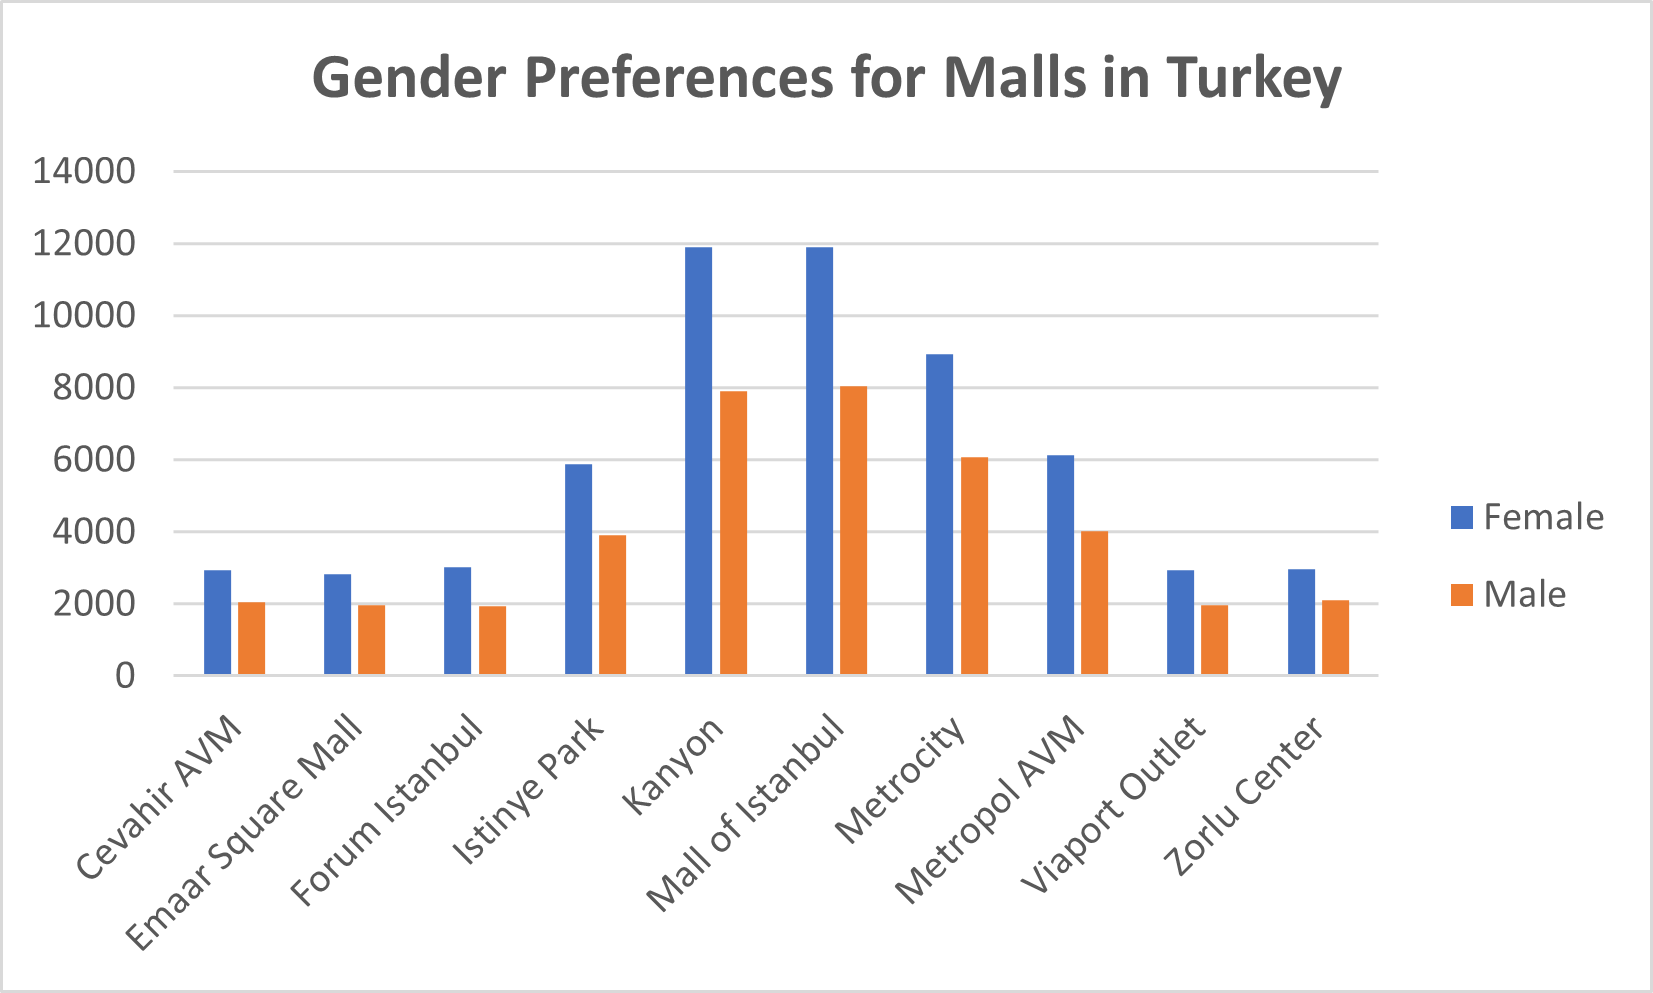 Gender Preferences for Malls in Turkey
14000
12000
10000
8000
6000
4000
2000
0
Cevahir AVM
Emaar Square Mall
Forum Istanbul
Istinye Park
Kanyon
Mall of Istanbul
Metrocity
Metropol AVM
Viaport Outlet
Zorlu Center
Female
Male